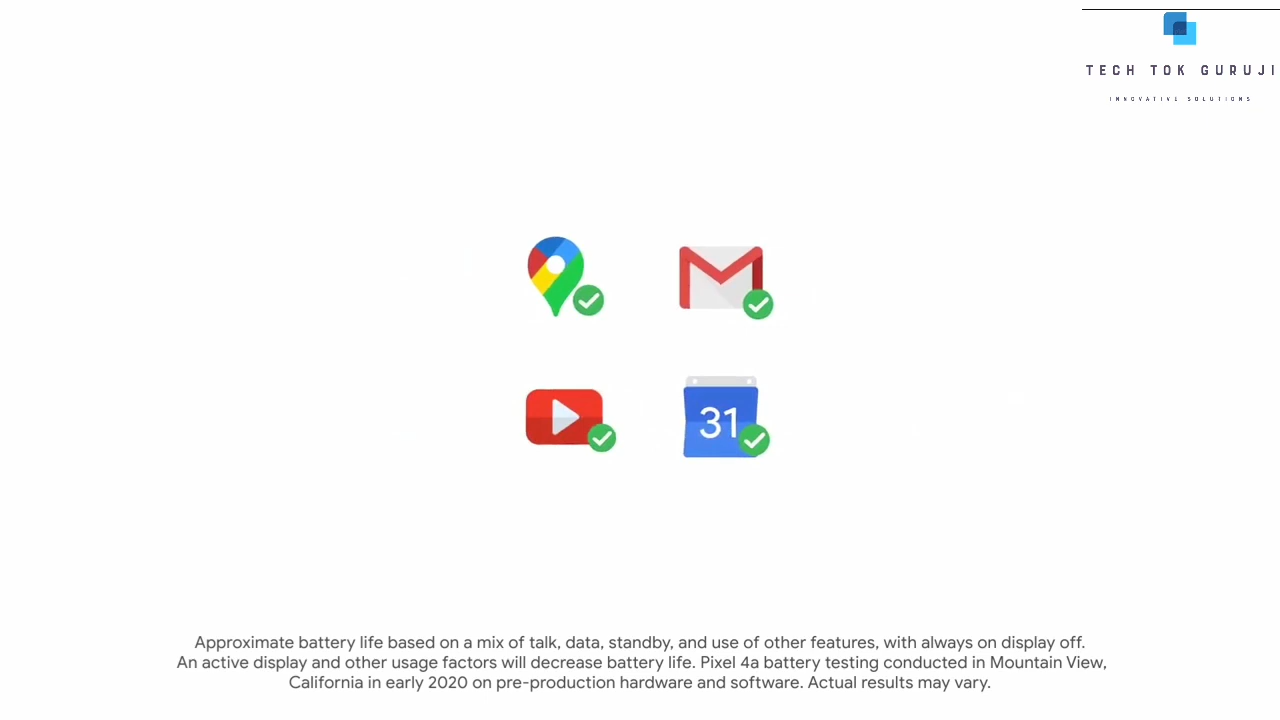 TECH TOK GURUJI
INNOVATIVE SOLUTIONS
31
Approximate battery life based on a mix of talk, data, standby, and use of other features, with always on display off.
An active display and other usage factors will decrease battery life. Pixel 4a battery testing conducted in Mountain View,
California in early 2020 on pre-production hardware and software. Actual results may vary.